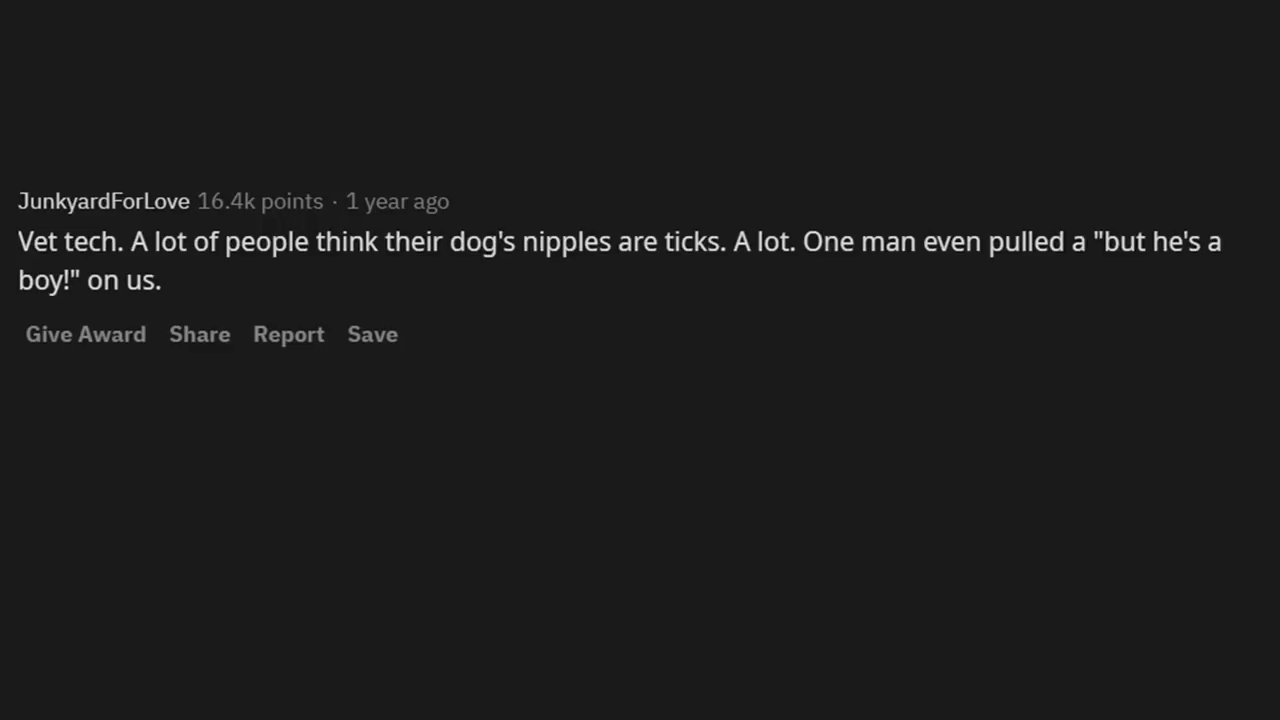 JunkyardForLove 16.4k points · 1 year ago
Vet tech. A lot of people think their dog's nipples are ticks. A lot. One man even pulled a "but he's a
boy!" on us.
Give Award Share Report Save